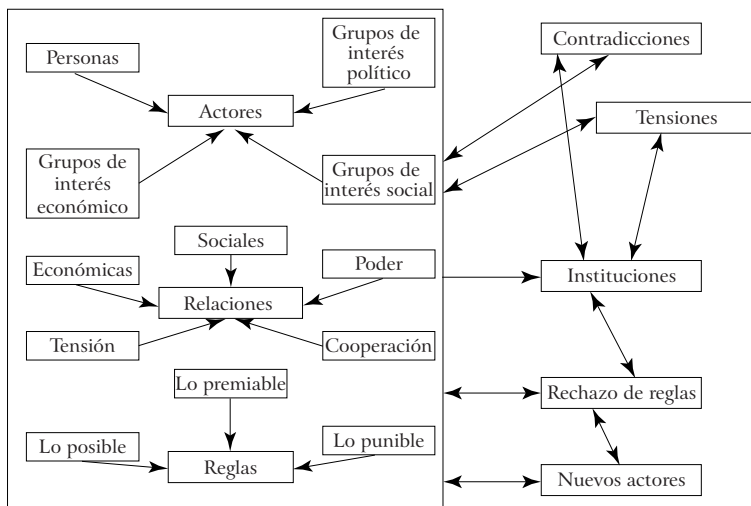 Personas
Grupos de
interés
político
Actores
Grupos de
interés
económico
Grupos de
interés social
Sociales
Económicas
Poder
Relaciones
Tensión
Cooperación
Lo premiable
Lo posible
Lo punible
Reglas
Contradicciones
Tensiones
Instituciones
Rechazo de reglas
Nuevos actores